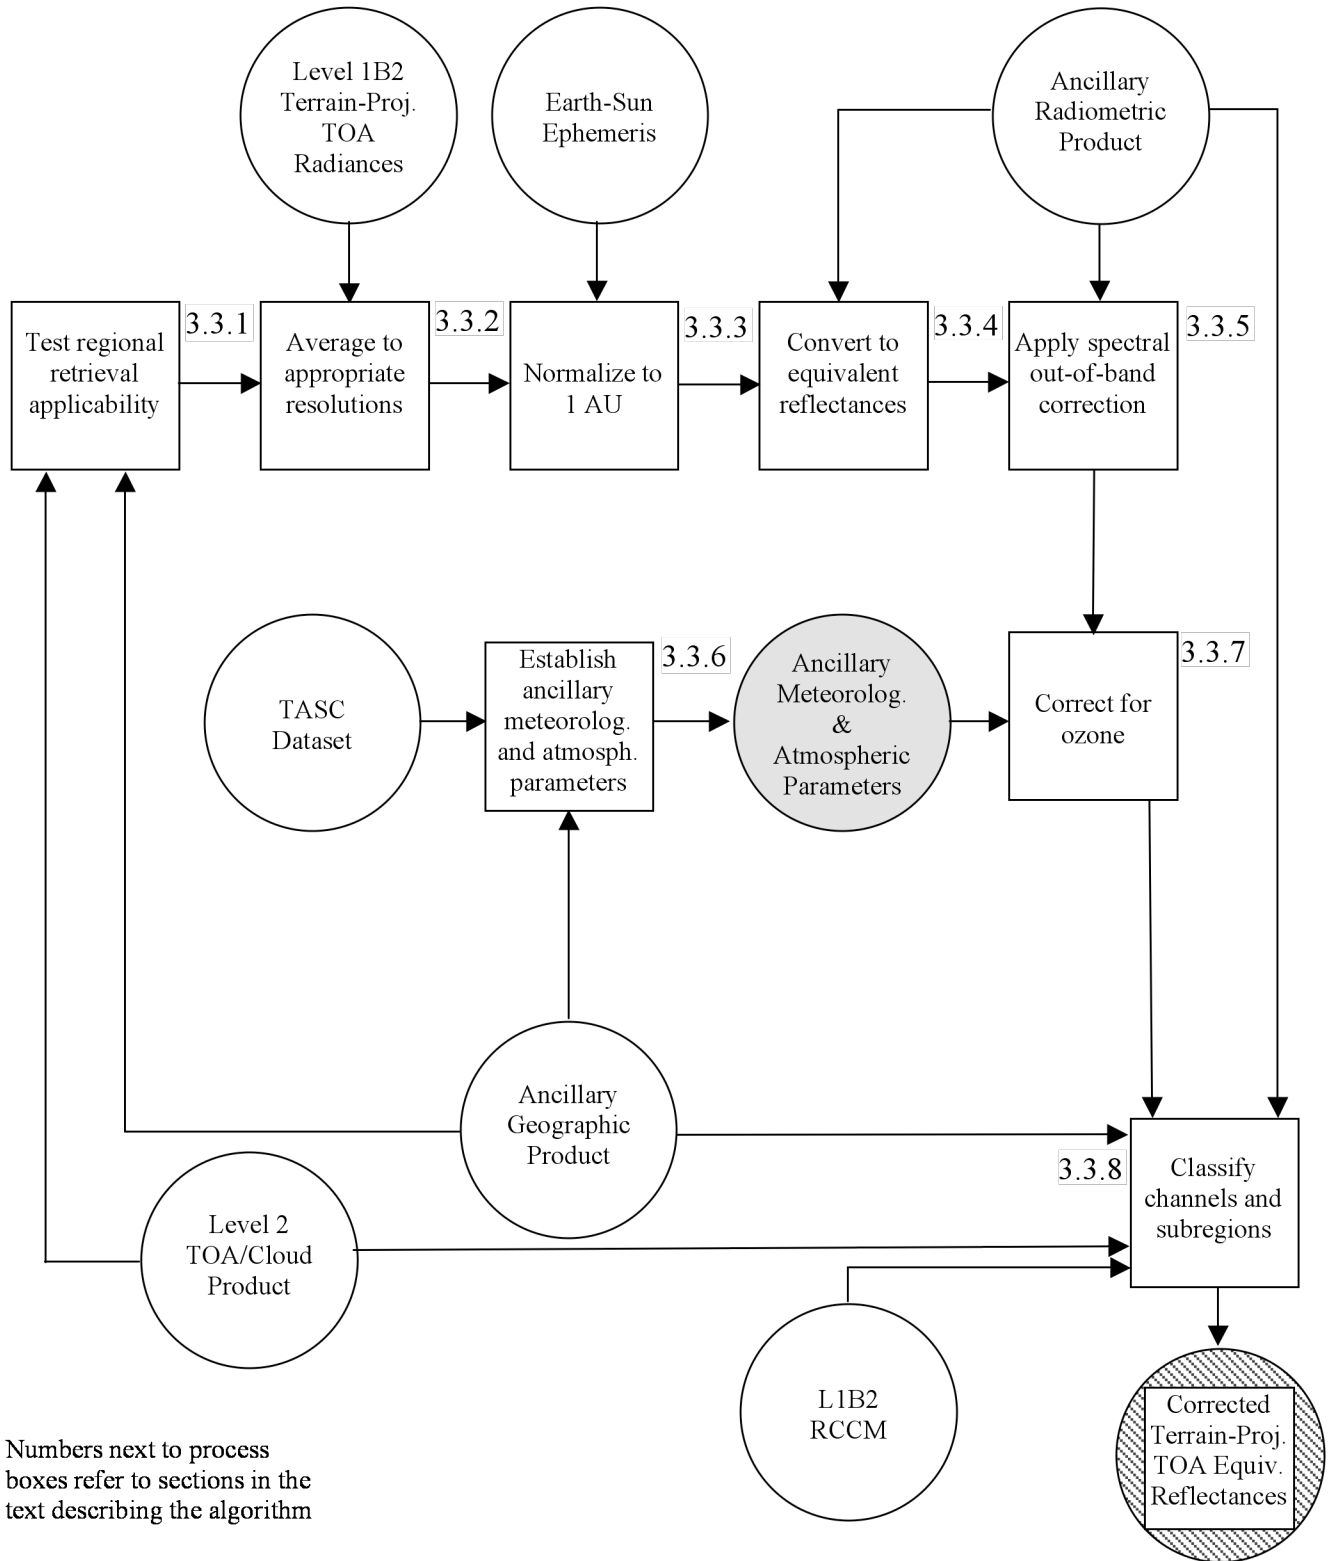 Level 1B2
Terrain-Proj.
TOA
Radiances
Earth-Sun
Ephemeris
Ancillary
Radiometric
Product
Test regional
retrieval
applicability
3.3.1
Average to
appropriate
resolutions
3.3.2
Normalize to
1 AU
3.3.3
Convert to
equivalent
reflectances
3.3.4
Apply spectral
out-of-band
correction
3.3.5
TASC
Dataset
Establish
ancillary
meteorolog.
and atmosph.
parameters
3.3.6
Ancillary
Meteorolog.
&
Atmospheric
Parameters
Correct for
ozone
3.3.7
Ancillary
Geographic
Product
Level 2
TOA/Cloud
Product
3.3.8
Classify
channels and
subregions
L1B2
RCCM
Corrected
Terrain-Proj.
TOA Equiv.
Reflectances
Numbers next to process
boxes refer to sections in the
text describing the algorithm